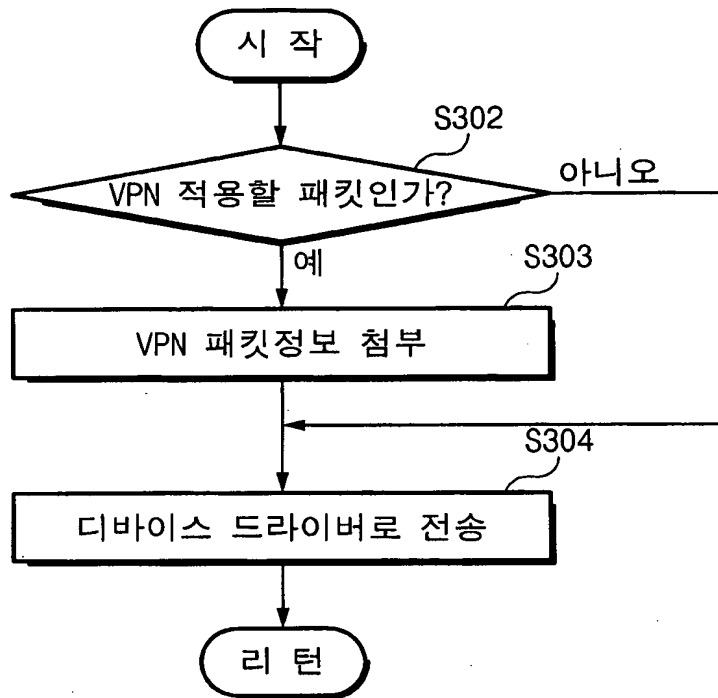 시 작
S302
VPN 적용할 패킷인가?
아니오
예
S303
VPN 패킷정보 첨부
S304
디바이스 드라이버로 전송
리 턴